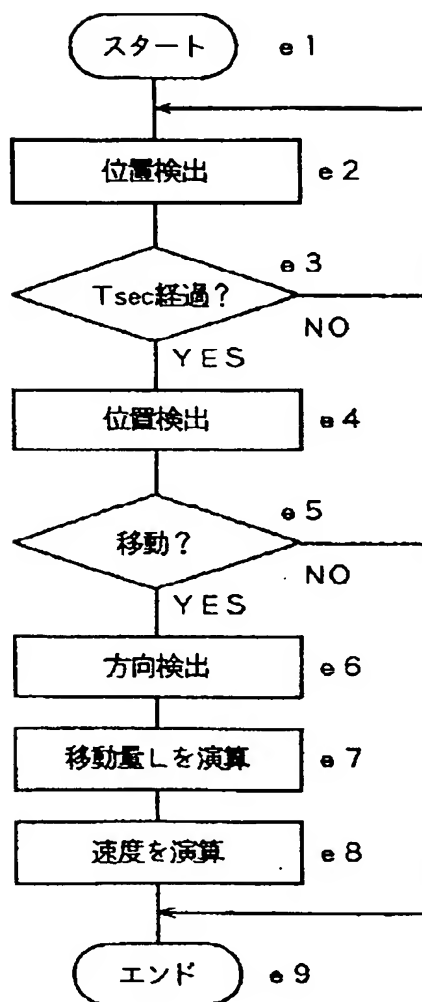 スタート ｅ１
位置検出 ｅ２
Ｔsec経過？ ｅ３
ＮＯ
ＹＥＳ
位置検出 ｅ４
移動？ ｅ５
ＮＯ
ＹＥＳ
方向検出 ｅ６
移動量Ｌを演算 ｅ７
速度を演算 ｅ８
エンド ｅ９